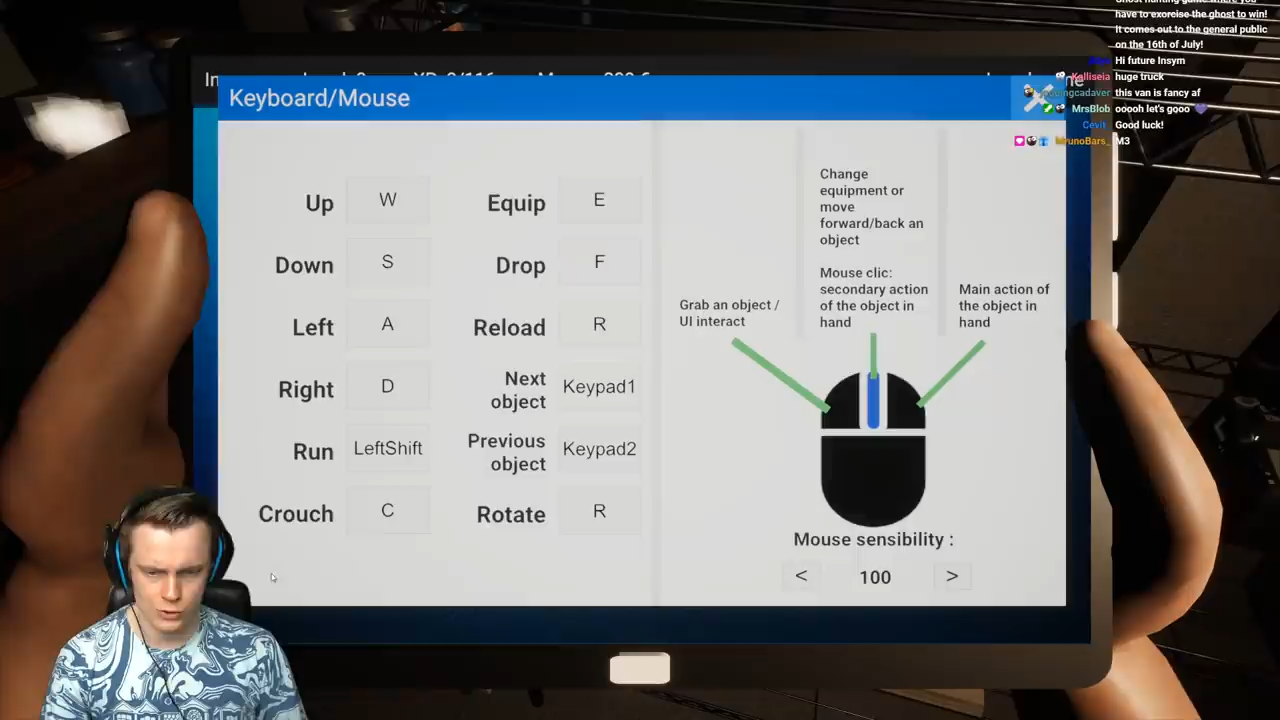 have to exorcise the ghost to win!
It comes out to the general public
on the 16th of July!
Hi future Insym
huge truck
this van is fancy af
MrsBlob ooooh let's gooo
Cevit Good luck!
M3
Keyboard/Mouse
Up W
Down S
Left A
Right D
Run LeftShift
Crouch C
Equip E
Drop F
Reload R
Next
object
Keypad1
Previous
object
Keypad2
Rotate R
Grab an object /
UI interact
Change
equipment or
move
forward/back an
object
Mouse clic:
secondary action
of the object in
hand
Main action of
the object in
hand
Mouse sensibility :
< 100 >